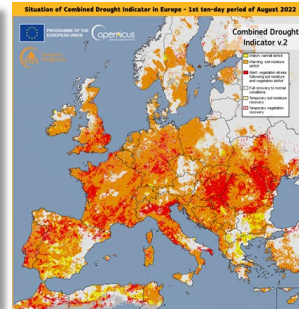 Situation of Combined Drought Indicator in Europe – 1st ten-day period of August 2022
PROGRAMME OF THE
EUROPEAN UNION
Copernicus
Combined Drought
Indicator v.2
Watch: rainfall deficit
Warning: soil moisture
deficit
Alert: vegetation stress
following soil moisture
and vegetation deficit
Full recovery to normal
conditions
Temporary soil moisture
recovery
Temporary vegetation
recovery